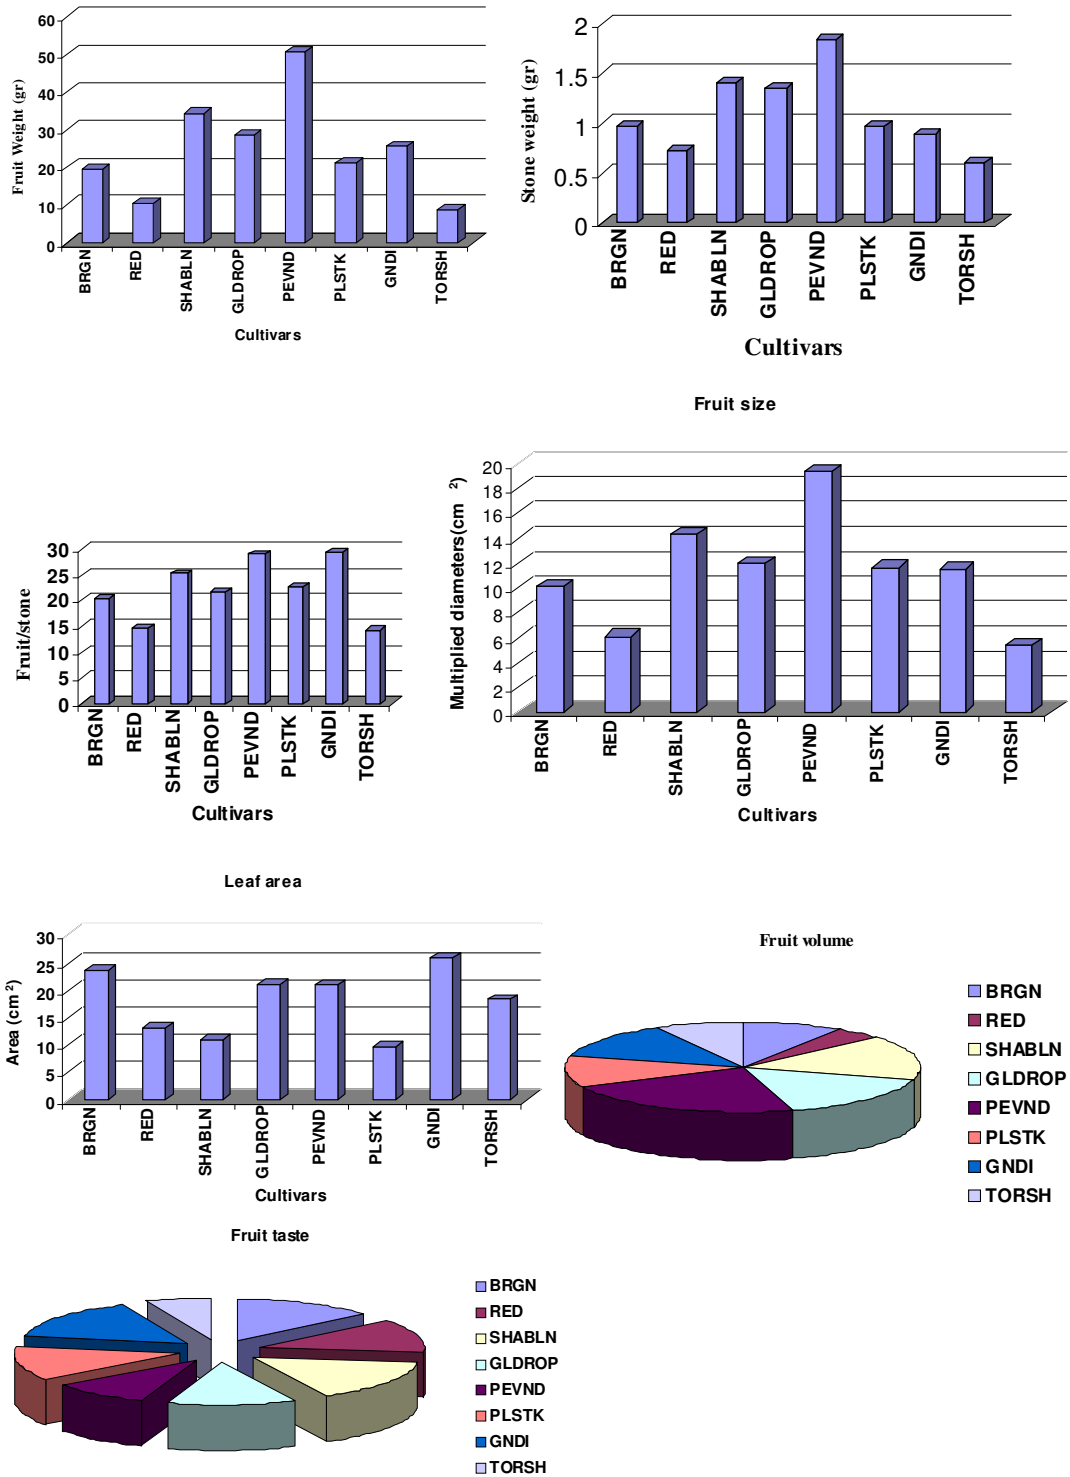 Fruit Weight (gr)
60
50
40
30
20
10
0
BRGN
RED
SHABLN
GLDROP
PEVND
PLSTK
GNDI
TORSH
Cultivars
Stone weight (gr)
2
1.5
1
0.5
0
BRGN
RED
SHABLN
GLDROP
PEVND
PLSTK
GNDI
TORSH
Cultivars
Fruit/stone
30
25
20
15
10
5
0
BRGN
RED
SHABLN
GLDROP
PEVND
PLSTK
GNDI
TORSH
Cultivars
Fruit size
Multiplied diameters(cm ²)
20
18
16
14
12
10
8
6
4
2
0
BRGN
RED
SHABLN
GLDROP
PEVND
PLSTK
GNDI
TORSH
Cultivars
Leaf area
Area (cm²)
30
25
20
15
10
5
0
BRGN
RED
SHABLN
GLDROP
PEVND
PLSTK
GNDI
TORSH
Cultivars
Fruit volume
BRGN
RED
SHABLN
GLDROP
PEVND
PLSTK
GNDI
TORSH
Fruit taste
BRGN
RED
SHABLN
GLDROP
PEVND
PLSTK
GNDI
TORSH